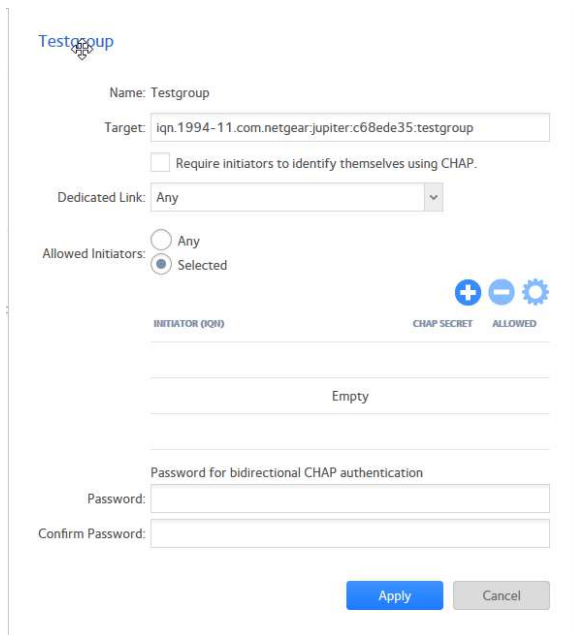 Testgroup
Name: Testgroup
Target: iqn.1994-11.com.netgear:jupiter:c68ede35:testgroup
Require initiators to identify themselves using CHAP.
Dedicated Link: Any
Allowed Initiators:
Any
Selected
INITIATOR (IQN) CHAP SECRET ALLOWED
Empty
Password for bidirectional CHAP authentication
Password:
Confirm Password:
Apply Cancel